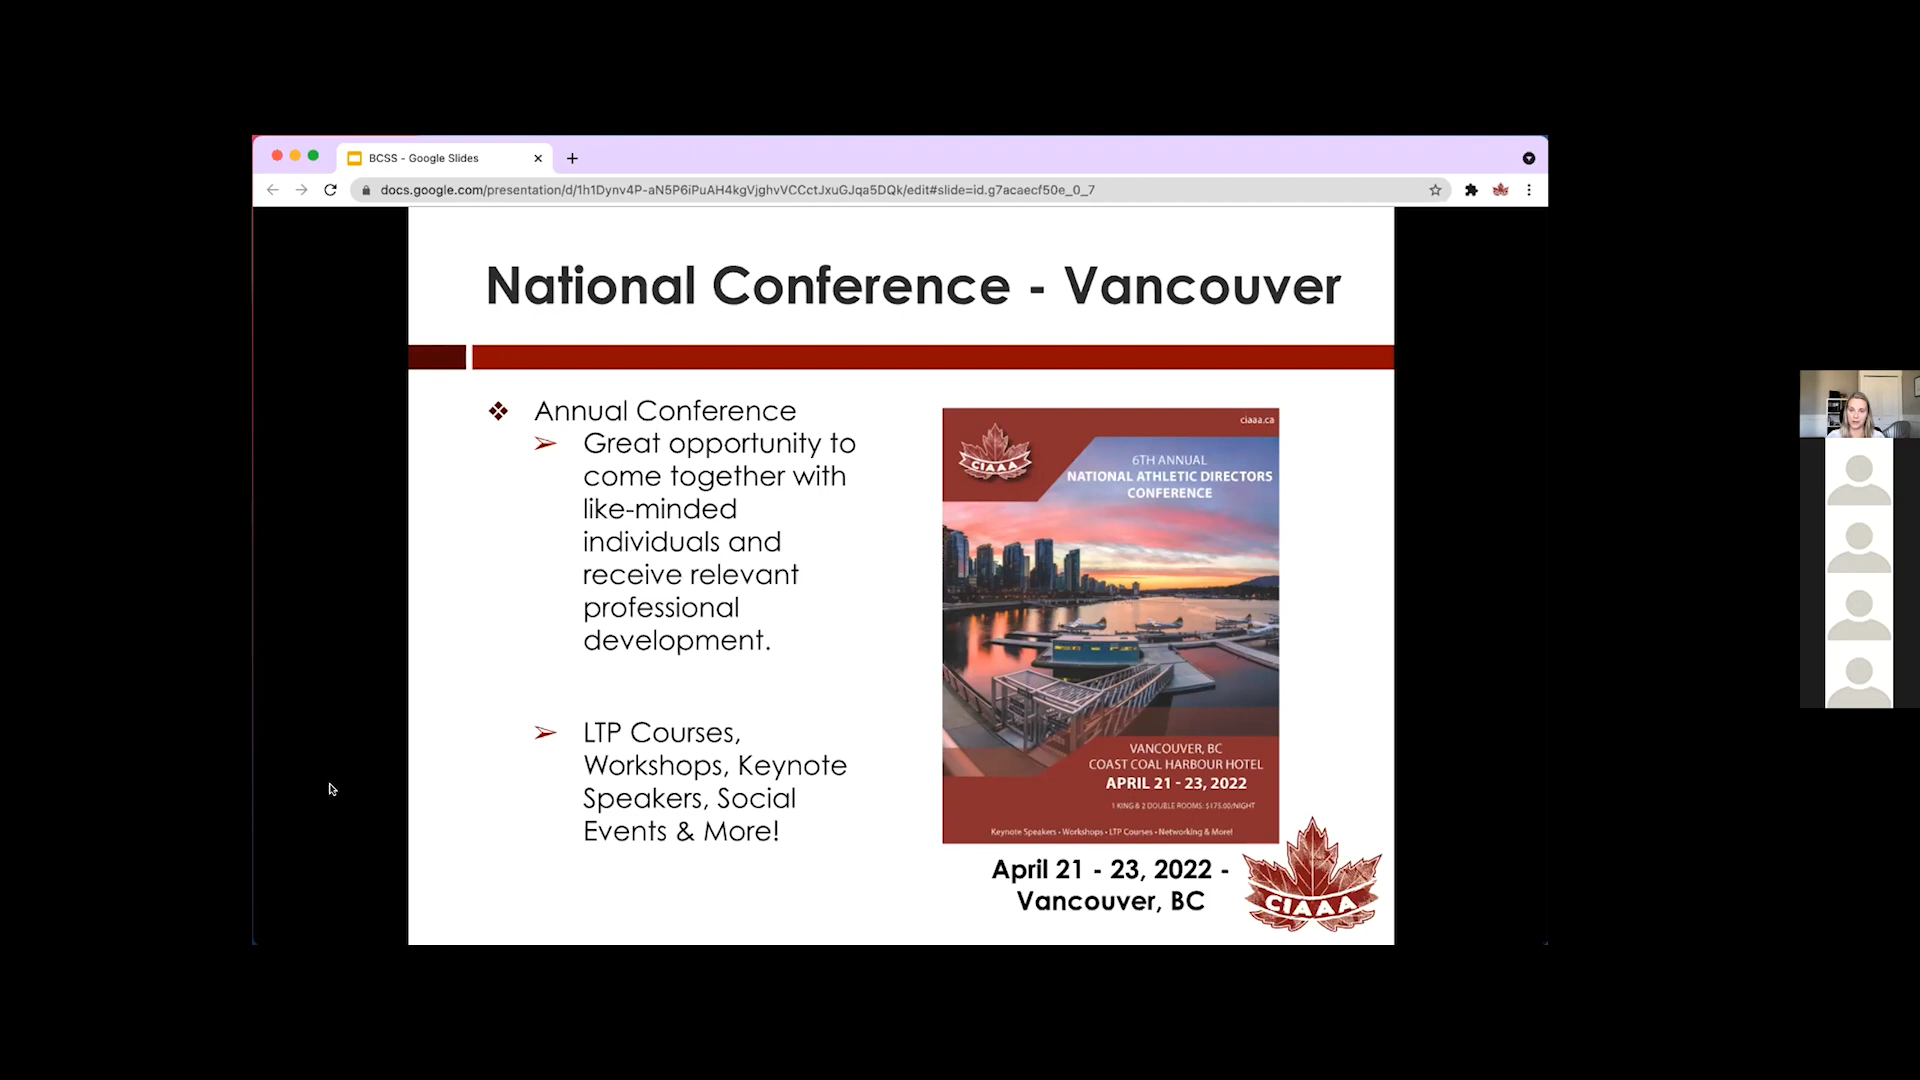 BCSS - Google Slides
docs.google.com/presentation/d/1h1Dynv4P-aN5P6iPuAH4kgVjghvVCCctJxuGJqa5DQk/edit#slide=id.g7acaecf50e_0_7
National Conference - Vancouver
Annual Conference
Great opportunity to
come together with
like-minded
individuals and
receive relevant
professional
development.
LTP Courses,
Workshops, Keynote
Speakers, Social
Events & More!
ciaaa.ca
CIAAA
6TH ANNUAL
NATIONAL ATHLETIC DIRECTORS
CONFERENCE
VANCOUVER, BC
COAST COAL HARBOUR HOTEL
APRIL 21 - 23, 2022
1 KING & 2 DOUBLE ROOMS: $175.00/NIGHT
Keynote Speakers • Workshops • LTP Courses • Networking & More!
April 21 - 23, 2022 -
Vancouver, BC
CIAAA